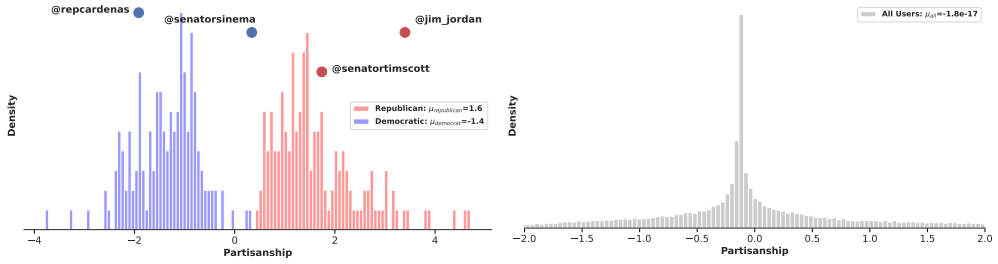 @repcardenas
@senatorsinema
@jim_jordan
@senatortimscott
Density
Republican: μrepublican=1.6
Democratic: μdemocrat=-1.4
−4 −2 0 2 4
Partisanship
Density
All Users: μall=-1.8e-17
−2.0 −1.5 −1.0 −0.5 0.0 0.5 1.0 1.5 2.0
Partisanship